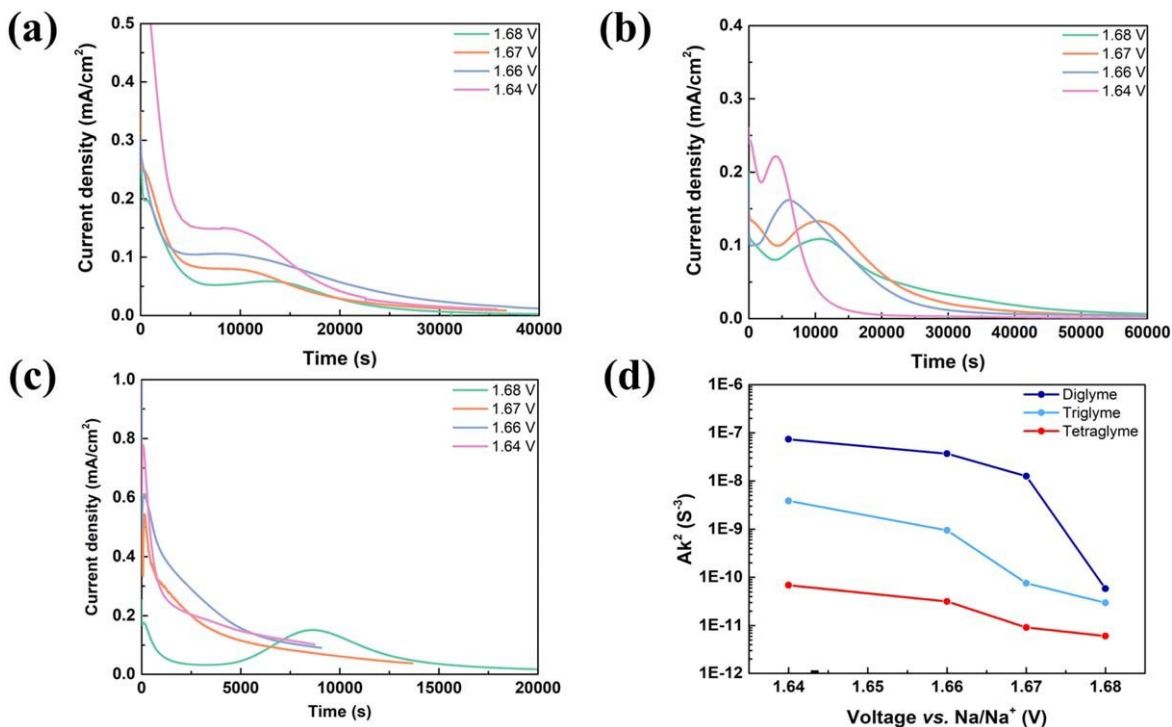 (a)
Current density (mA/cm²)
0.5
0.4
0.3
0.2
0.1
0.0
0
10000
20000
30000
40000
Time (s)
1.68 V
1.67 V
1.66 V
1.64 V
(b)
Current density (mA/cm²)
0.4
0.3
0.2
0.1
0.0
0
10000
20000
30000
40000
50000
60000
Time (s)
1.68 V
1.67 V
1.66 V
1.64 V
(c)
Current density (mA/cm²)
1.0
0.8
0.6
0.4
0.2
0.0
0
5000
10000
15000
20000
Time (s)
1.68 V
1.67 V
1.66 V
1.64 V
(d)
Ak² (S⁻³)
1E-6
1E-7
1E-8
1E-9
1E-10
1E-11
1E-12
1.64
1.65
1.66
1.67
1.68
Voltage vs. Na/Na⁺ (V)
Diglyme
Triglyme
Tetraglyme